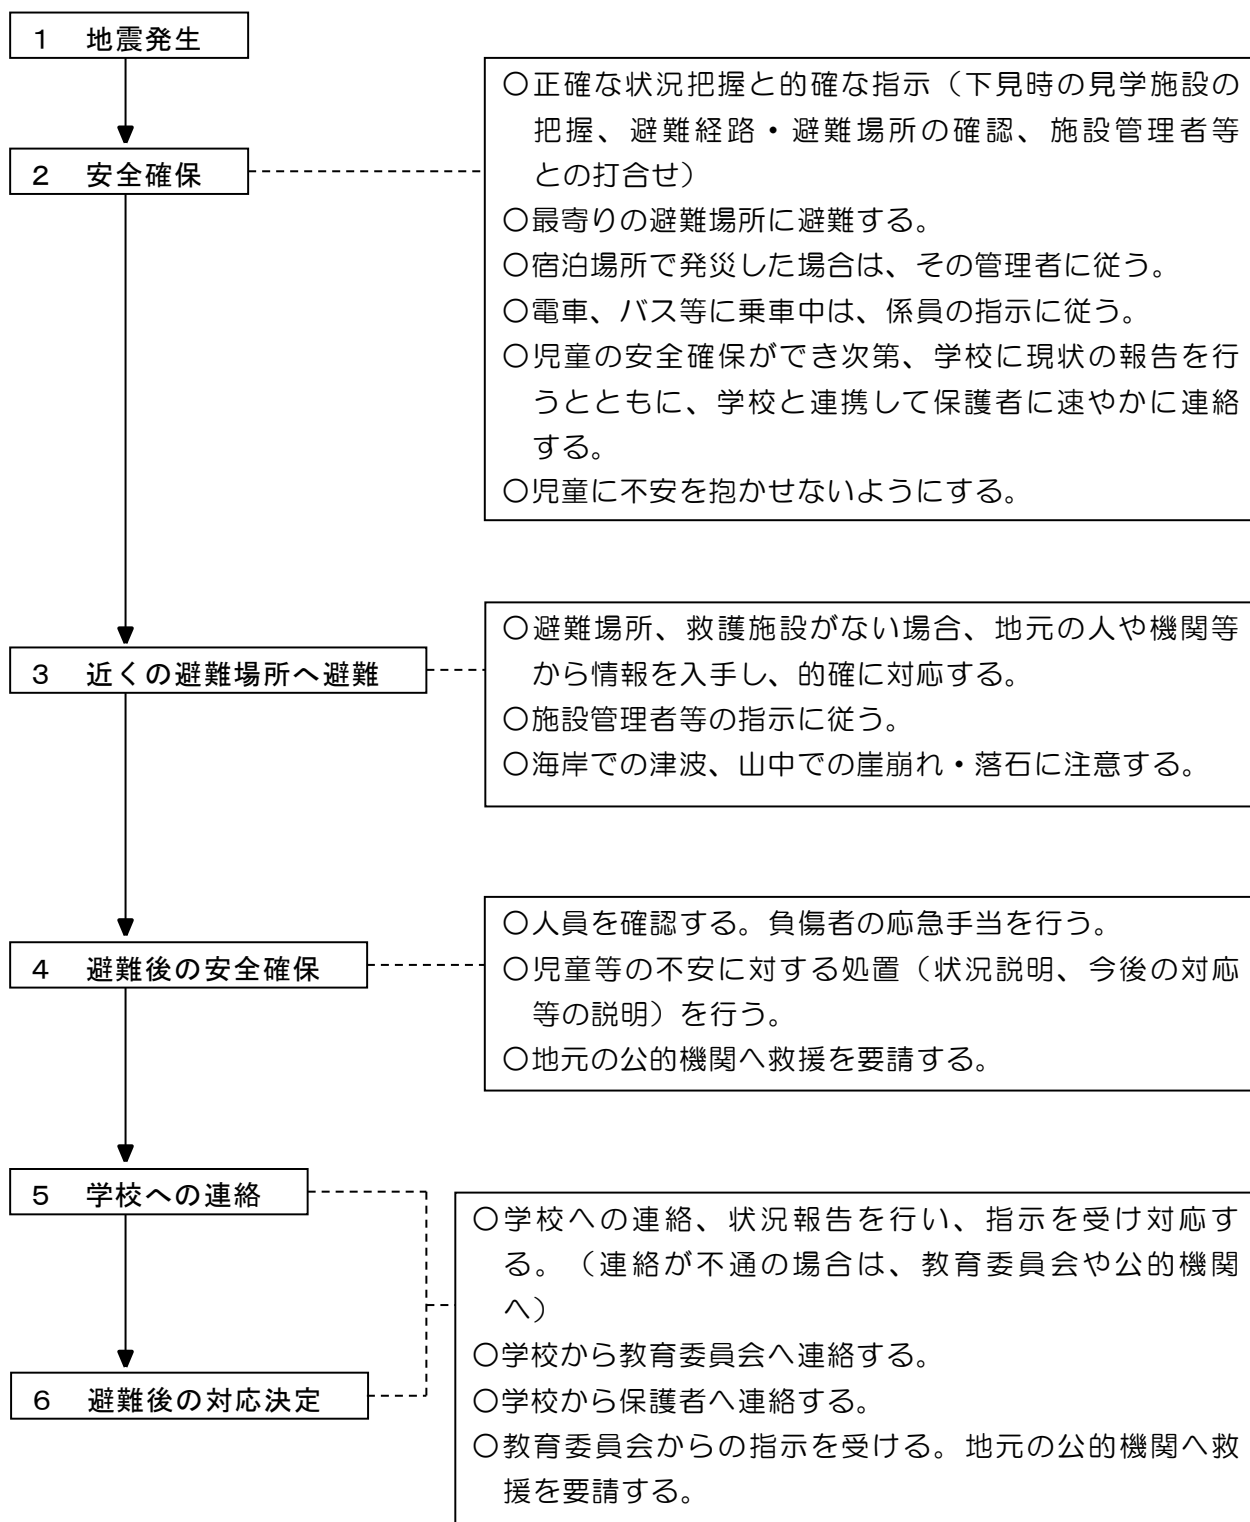 １　地震発生
２　安全確保
○正確な状況把握と的確な指示（下見時の見学施設の
把握、避難経路・避難場所の確認、施設管理者等
との打合せ）
○最寄りの避難場所に避難する。
○宿泊場所で発災した場合は、その管理者に従う。
○電車、バス等に乗車中は、係員の指示に従う。
○児童の安全確保ができ次第、学校に現状の報告を行
うとともに、学校と連携して保護者に速やかに連絡
する。
○児童に不安を抱かせないようにする。
３　近くの避難場所へ避難
○避難場所、救護施設がない場合、地元の人や機関等
から情報を入手し、的確に対応する。
○施設管理者等の指示に従う。
○海岸での津波、山中での崖崩れ・落石に注意する。
４　避難後の安全確保
○人員を確認する。負傷者の応急手当を行う。
○児童等の不安に対する処置（状況説明、今後の対応
等の説明）を行う。
○地元の公的機関へ救援を要請する。
５　学校への連絡
６　避難後の対応決定
○学校への連絡、状況報告を行い、指示を受け対応す
る。（連絡が不通の場合は、教育委員会や公的機関
へ）
○学校から教育委員会へ連絡する。
○学校から保護者へ連絡する。
○教育委員会からの指示を受ける。地元の公的機関へ救
援を要請する。